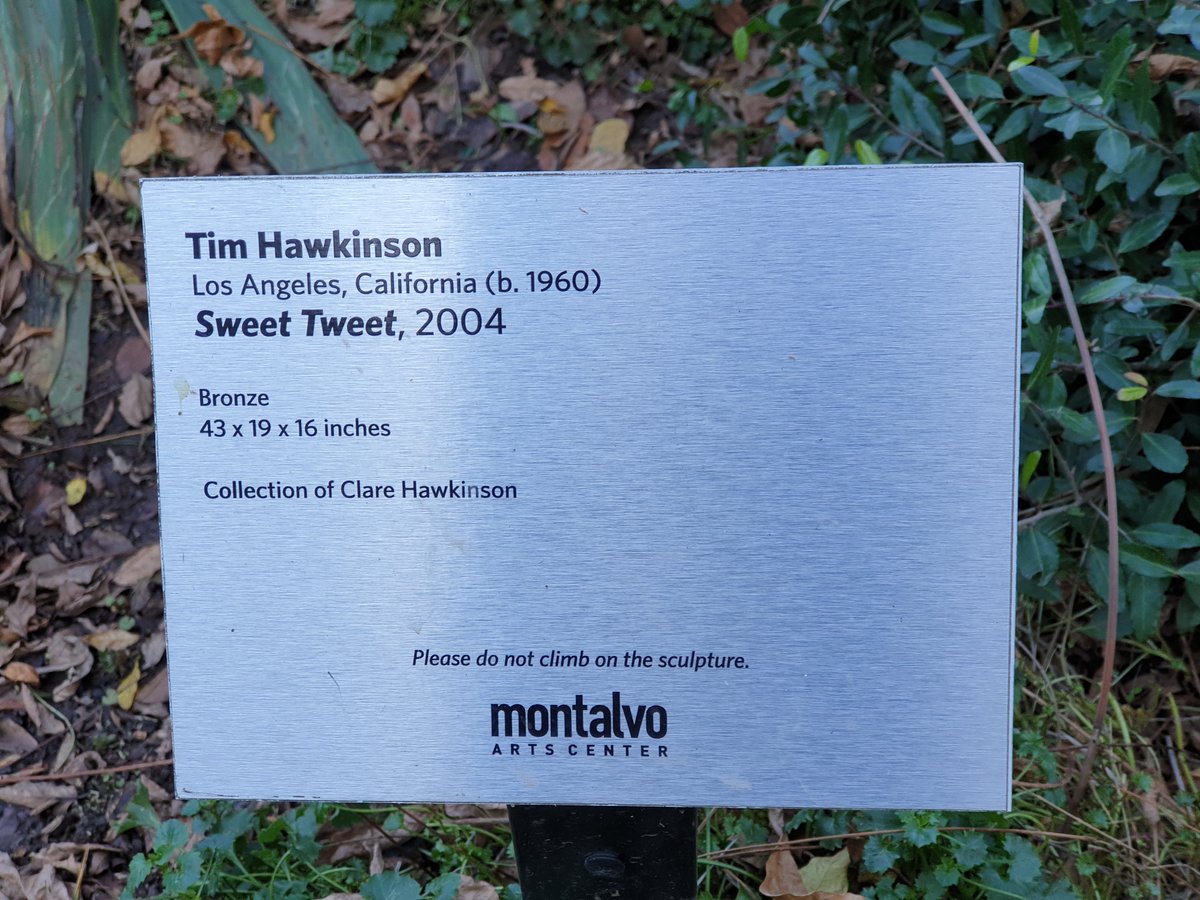 Tim Hawkinson
Los Angeles, California (b. 1960)
Sweet Tweet, 2004
Bronze
43 x 19 x 16 inches
Collection of Clare Hawkinson
Please do not climb on the sculpture.
montalvo
ARTS CENTER